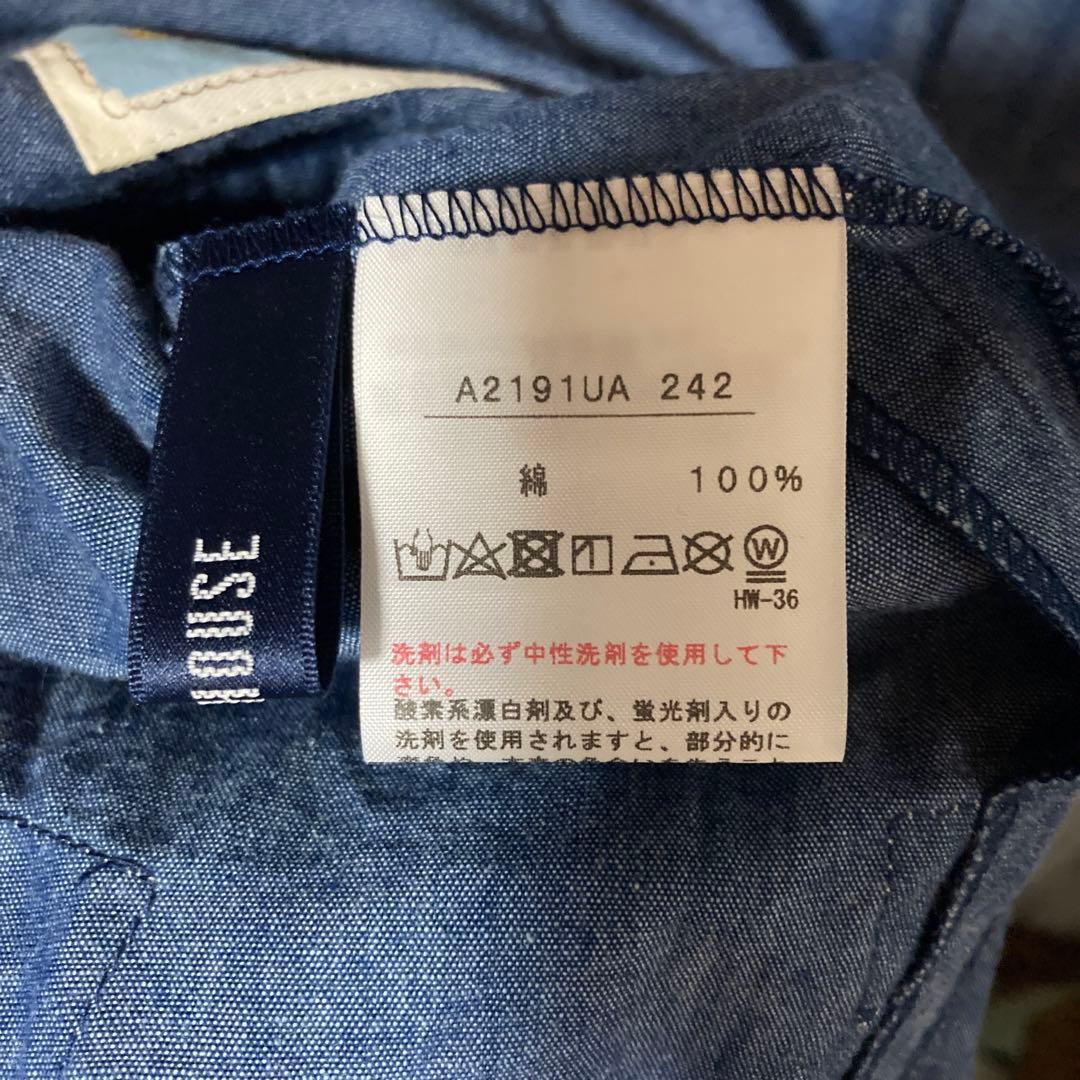 A2191UA 242
綿 100%
W
HW-36
洗剤は必ず中性洗剤を使用して下
さい。
酸素系漂白剤及び、蛍光剤入りの
洗剤を使用されますと、部分的に
HOUSE